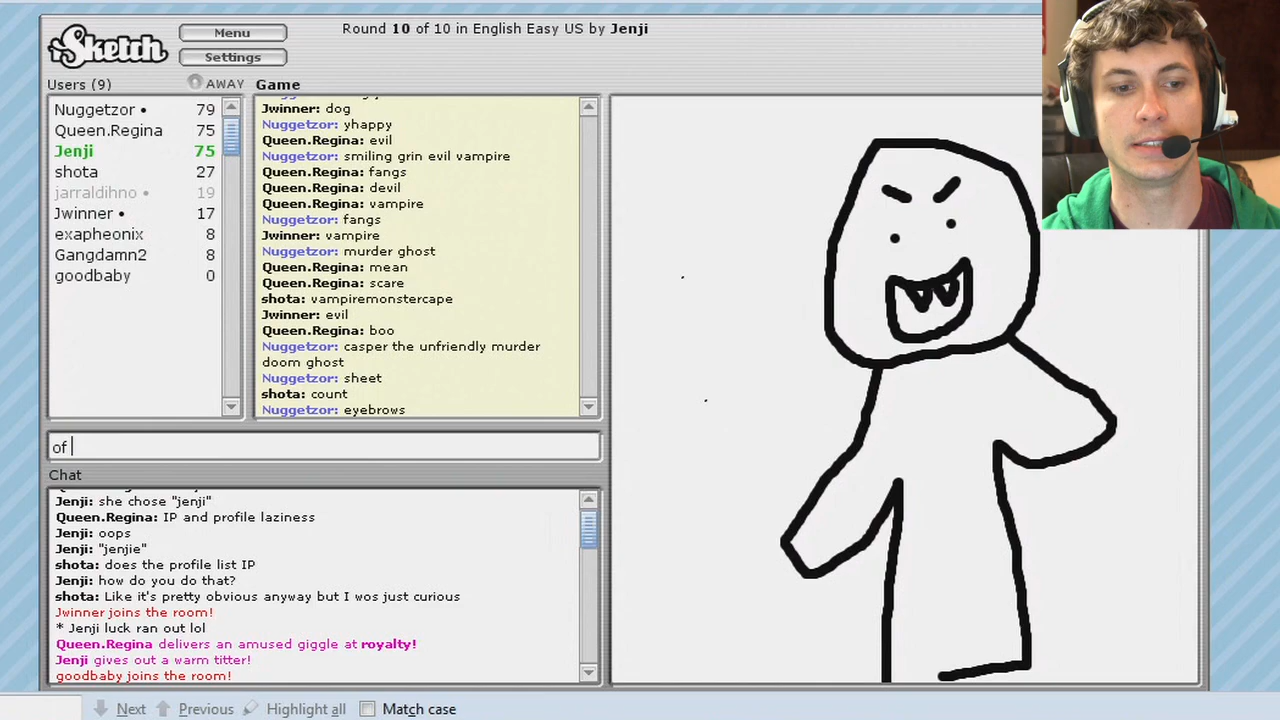 iSketch
Menu
Settings
Round 10 of 10 in English Easy US by Jenji
Users (9)
AWAY
Game
Nuggetzor • 79
Queen.Regina 75
Jenji 75
shota 27
jarraldihno • 19
Jwinner • 17
exapheonix 8
Gangdamn2 8
goodbaby 0
Jwinner: dog
Nuggetzor: yhappy
Queen.Regina: evil
Nuggetzor: smiling grin evil vampire
Queen.Regina: fangs
Queen.Regina: devil
Queen.Regina: vampire
Nuggetzor: fangs
Jwinner: vampire
Nuggetzor: murder ghost
Queen.Regina: mean
Queen.Regina: scare
shota: vampiremonstercape
Jwinner: evil
Queen.Regina: boo
Nuggetzor: casper the unfriendly murder
doom ghost
Nuggetzor: sheet
shota: count
Nuggetzor: eyebrows
of
Chat
Jenji: she chose "jenji"
Queen.Regina: IP and profile laziness
Jenji: oops
Jenji: "jenjie"
shota: does the profile list IP
Jenji: how do you do that?
shota: Like it's pretty obvious anyway but I wos just curious
Jwinner joins the room!
* Jenji luck ran out lol
Queen.Regina delivers an amused giggle at royalty!
Jenji gives out a warm titter!
goodbaby joins the room!
Next
Previous
Highlight all
Match case